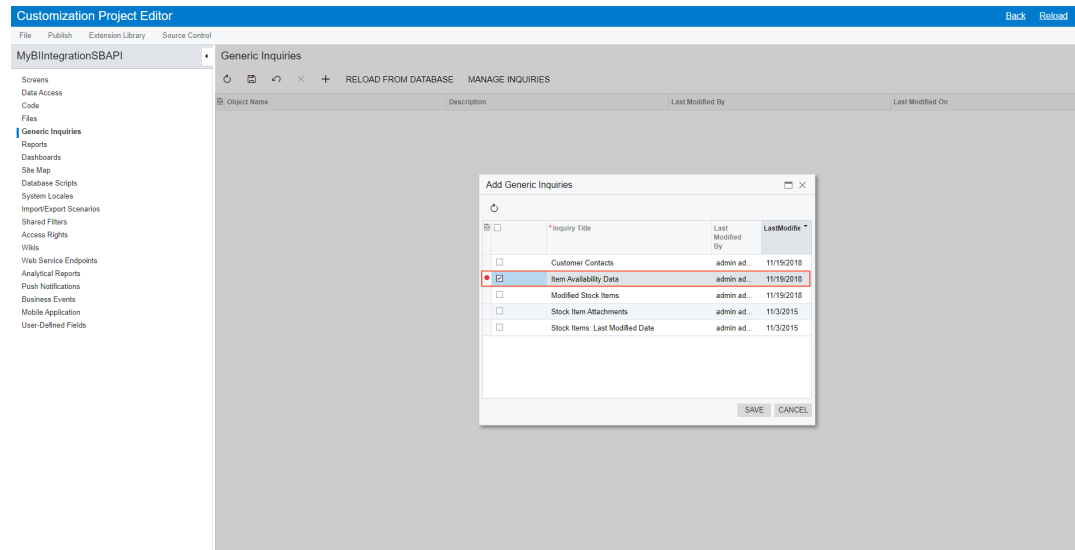 Customization Project Editor
Back Reload
File Publish Extension Library Source Control
MyBIIntegrationSBAPI
Generic Inquiries
Screens
Data Access
Code
Files
Generic Inquiries
Reports
Dashboards
Site Map
Database Scripts
System Locales
Import/Export Scenarios
Shared Filters
Access Rights
Wikis
Web Service Endpoints
Analytical Reports
Push Notifications
Business Events
Mobile Application
User-Defined Fields
RELOAD FROM DATABASE MANAGE INQUIRIES
Object Name Description Last Modified By Last Modified On
Add Generic Inquiries
* Inquiry Title Last Modified By LastModifie
Customer Contacts admin ad... 11/19/2018
Item Availability Data admin ad... 11/19/2018
Modified Stock Items admin ad... 11/19/2018
Stock Item Attachments admin ad... 11/3/2015
Stock Items: Last Modified Date admin ad... 11/3/2015
SAVE CANCEL